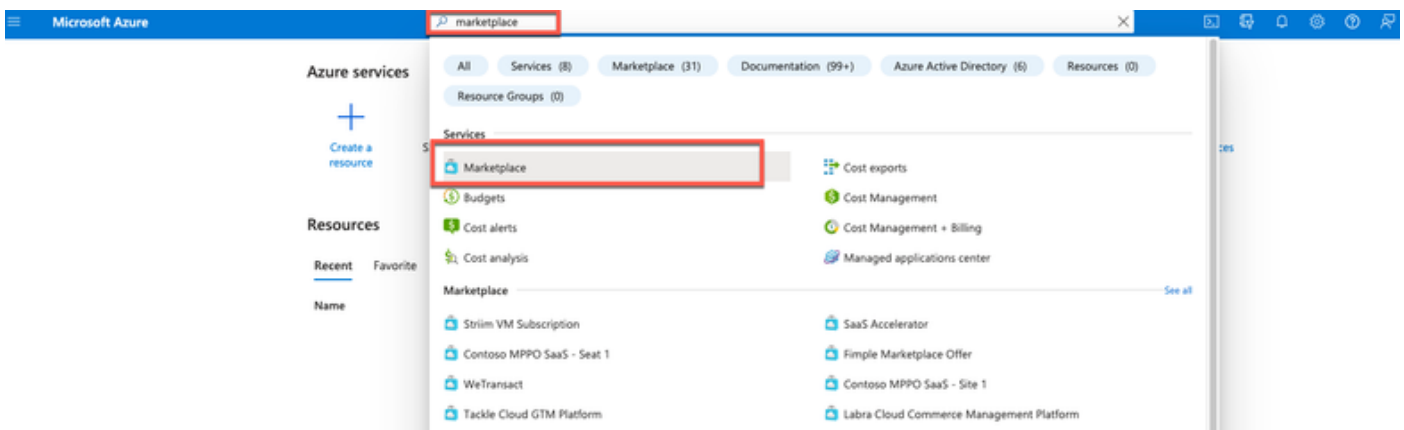 Microsoft Azure
marketplace
Azure services
Create a
resource
S
ces
All Services (8) Marketplace (31) Documentation (99+) Azure Active Directory (6) Resources (0)
Resource Groups (0)
Services
Marketplace
Cost exports
Budgets
Cost Management
Cost alerts
Cost Management + Billing
Cost analysis
Managed applications center
Resources
Recent Favorite
Name
Marketplace
See all
Striim VM Subscription
SaaS Accelerator
Contoso MPPO SaaS - Seat 1
Fimple Marketplace Offer
WeTransact
Contoso MPPO SaaS - Site 1
Tackle Cloud GTM Platform
Labra Cloud Commerce Management Platform